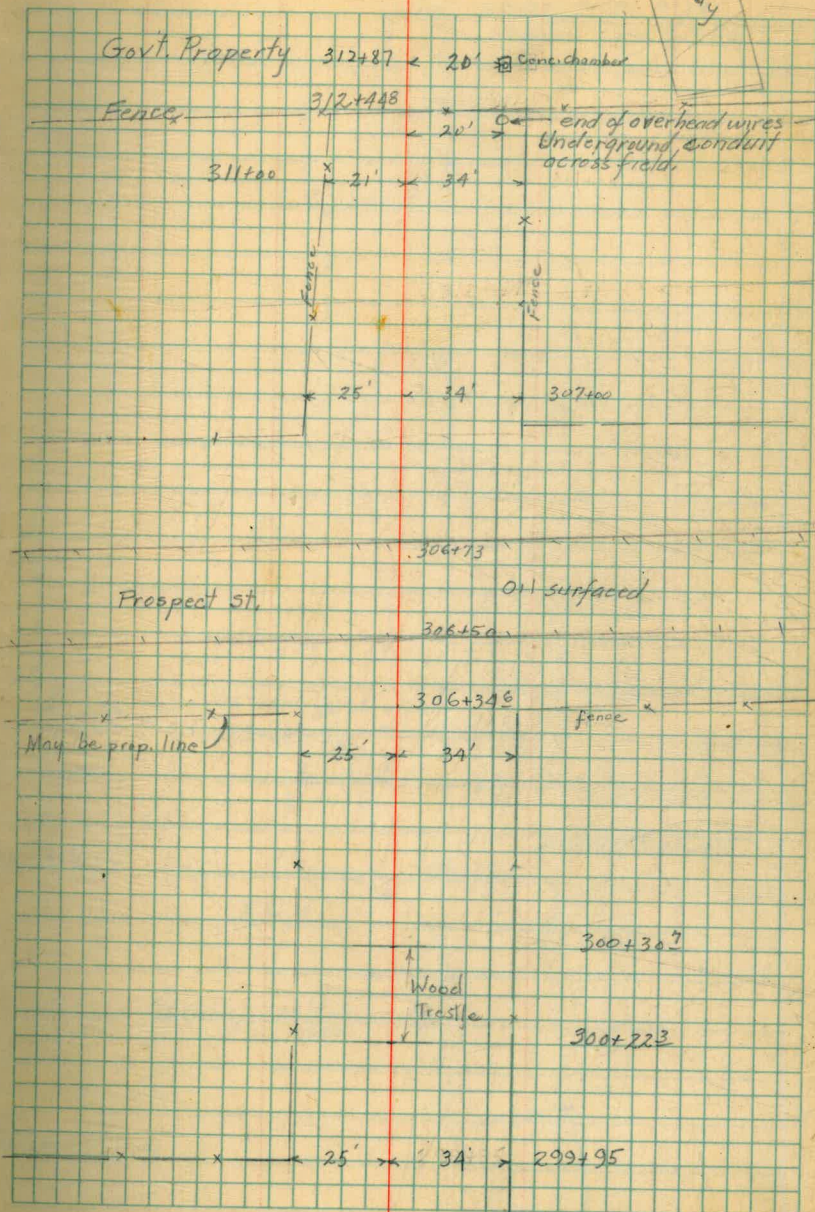 Gov't. Property 312+87 20' Conc. chamber
312+448
Fence
20' end of overhead wires
Underground conduit
across field.
311+00 21' 34'
Fence
Fence
25' 34' 307+00
306+73
Prospect St. Oil surfaced
306+50
306+34 6
fence
May be prop. line
25' 34'
300+30 7
Wood
Trestle
300+22 3
25' 34' 299+95